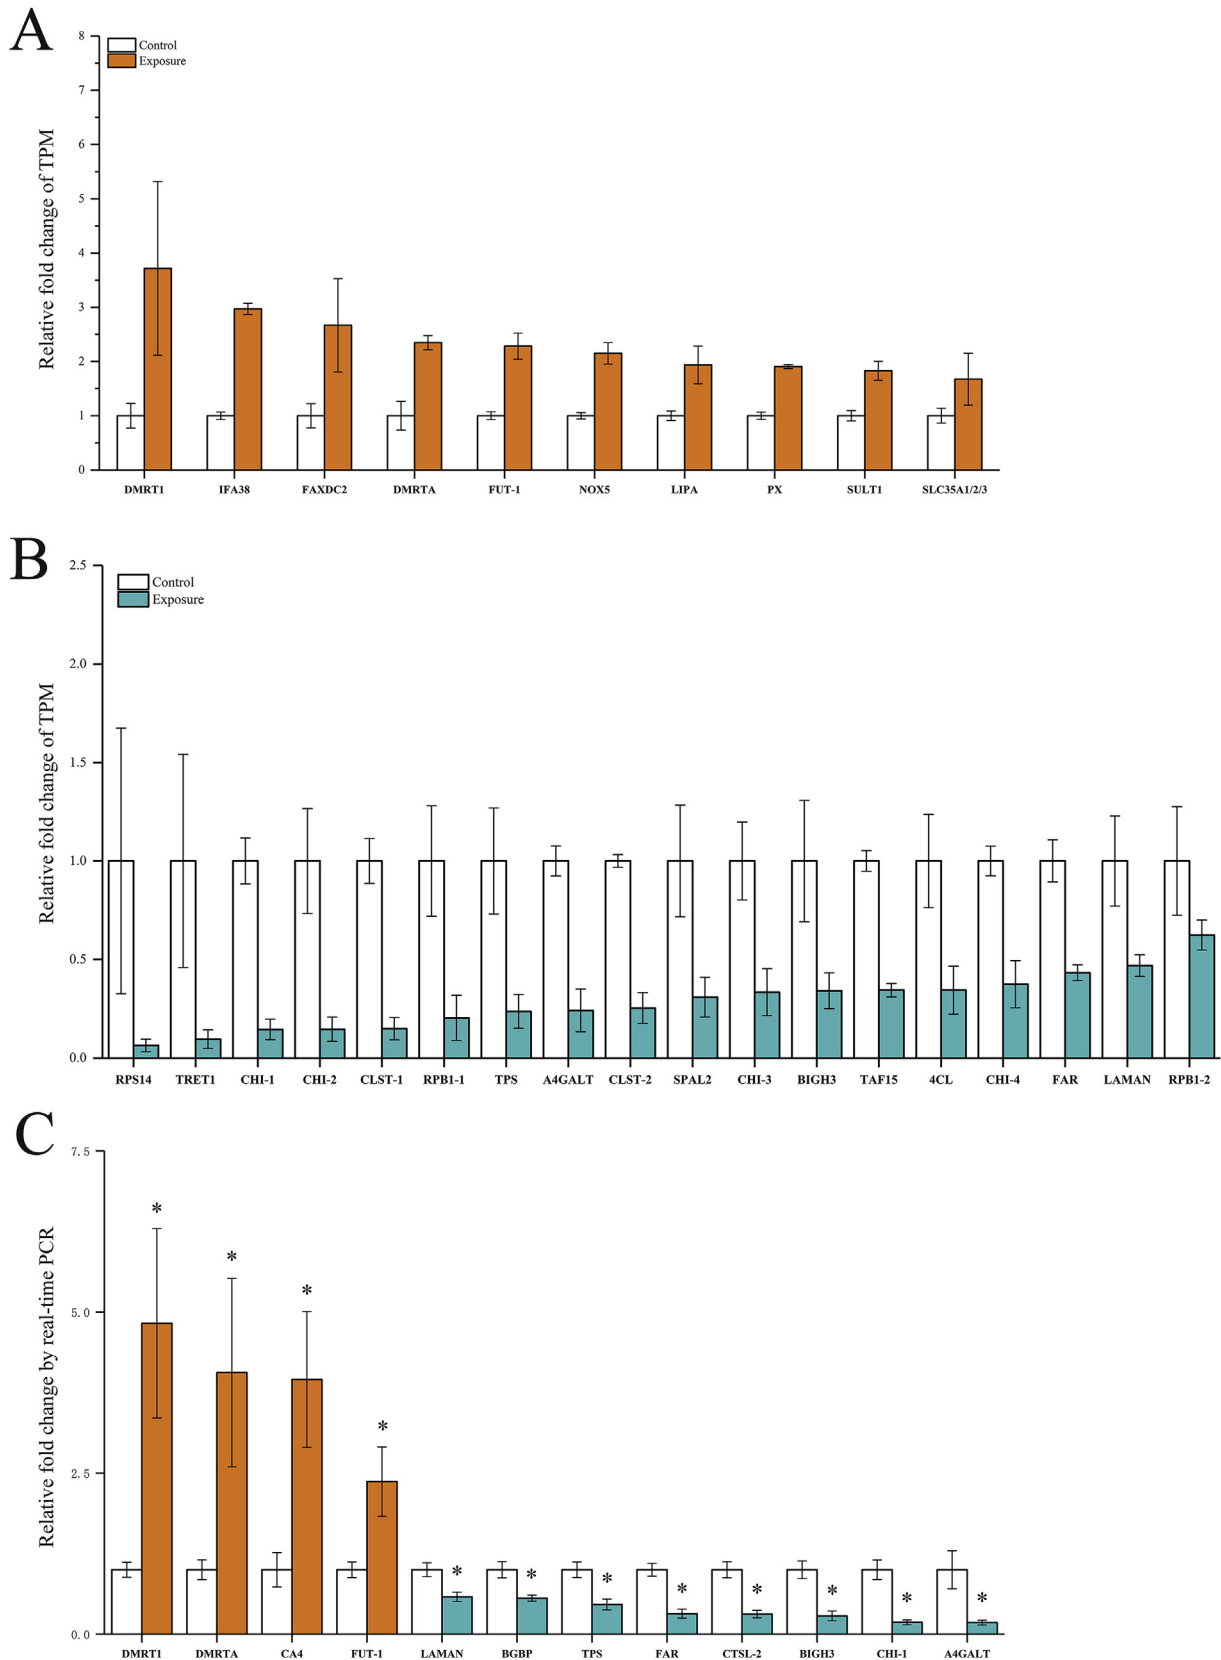 A
Relative fold change of TPM
8
7
6
5
4
3
2
1
0
Control
Exposure
DMRT1 IFA38 FAXDC2 DMRTA FUT-1 NOX5 LIPA PX SULT1 SLC35A1/2/3
B
Relative fold change of TPM
2.5
2.0
1.5
1.0
0.5
0.0
Control
Exposure
RPS14 TRET1 CHI-1 CHI-2 CLST-1 RPB1-1 TPS A4GALT CLST-2 SPAL2 CHI-3 BIGH3 TAF15 4CL CHI-4 FAR LAMAN RPB1-2
C
Relative fold change by real-time PCR
7.5
5.0
2.5
0.0
* * * * * * * * * * * *
DMRT1 DMRTA CA4 FUT-1 LAMAN BGBP TPS FAR CTSL-2 BIGH3 CHI-1 A4GALT